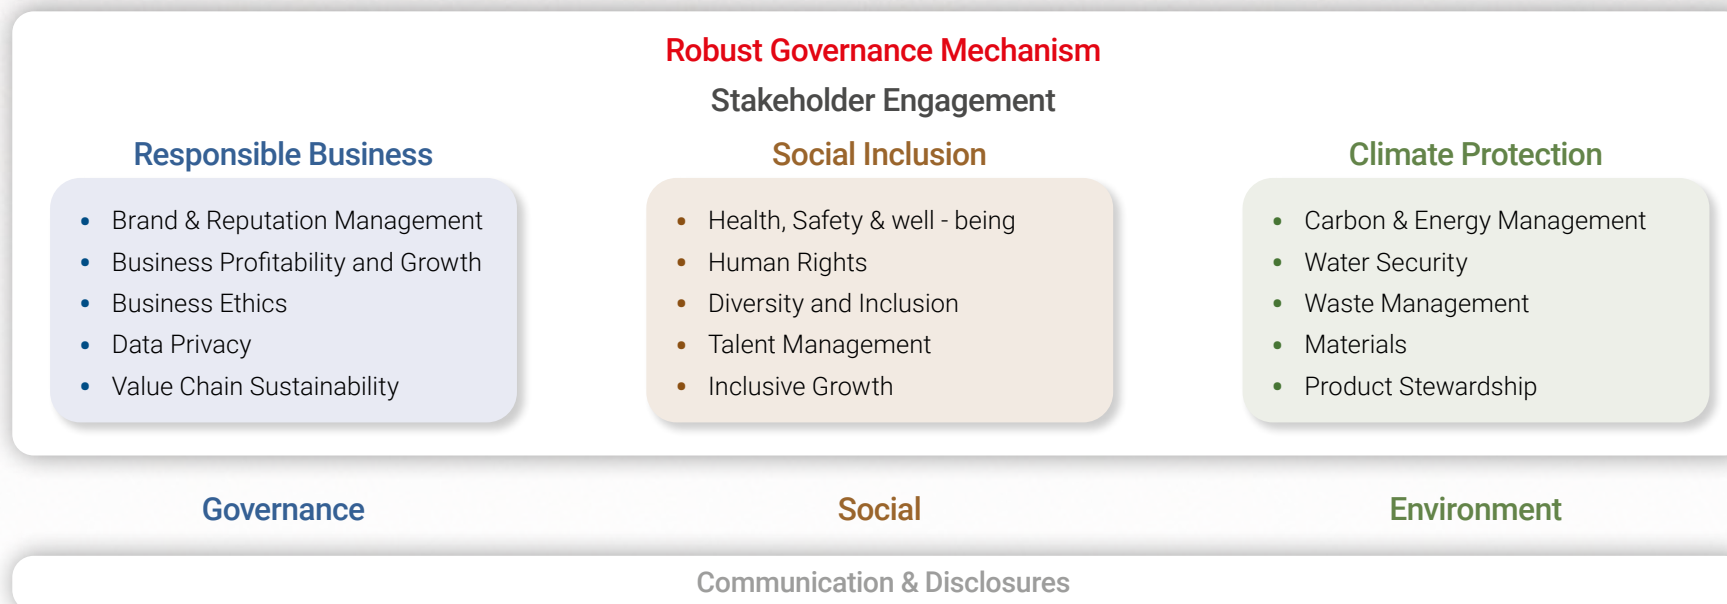 Robust Governance Mechanism
Stakeholder Engagement
Responsible Business
• Brand & Reputation Management
• Business Profitability and Growth
• Business Ethics
• Data Privacy
• Value Chain Sustainability
Social Inclusion
• Health, Safety & well - being
• Human Rights
• Diversity and Inclusion
• Talent Management
• Inclusive Growth
Climate Protection
• Carbon & Energy Management
• Water Security
• Waste Management
• Materials
• Product Stewardship
Governance
Social
Environment
Communication & Disclosures